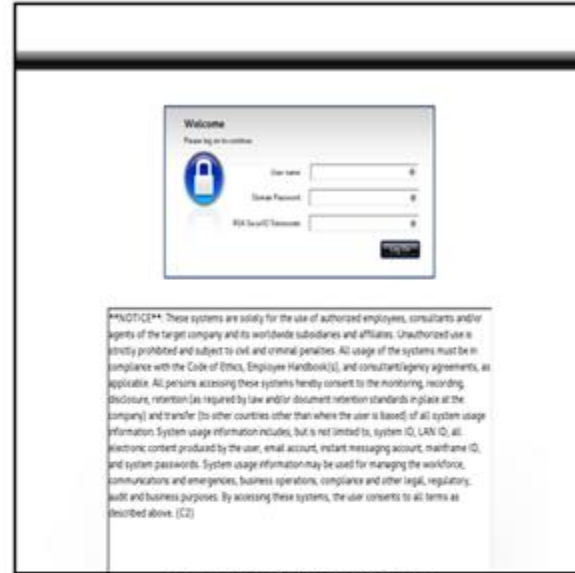 Welcome
Please log on to continue.
User name
Domain Password
RSA SecurID Tokencode
Log On
**NOTICE**: These systems are solely for the use of authorized employees, consultants and/or
agents of the target company and its worldwide subsidiaries and affiliates. Unauthorized use is
strictly prohibited and subject to civil and criminal penalties. All usage of the systems must be in
compliance with the Code of Ethics, Employee Handbook(s), and consultant/agency agreements, as
applicable. All persons accessing these systems hereby consent to the monitoring, recording,
disclosure, retention (as required by law and/or document retention standards in place at the
company) and transfer (to other countries other than where the user is based) of all system usage
information. System usage information includes, but is not limited to, system ID, LAN ID, all
electronic content produced by the user, email account, instant messaging account, mainframe ID,
and system passwords. System usage information may be used for managing the workforce,
communications and emergencies, business operations, compliance and other legal, regulatory,
audit and business purposes. By accessing these systems, the user consents to all terms as
described above. (C2)